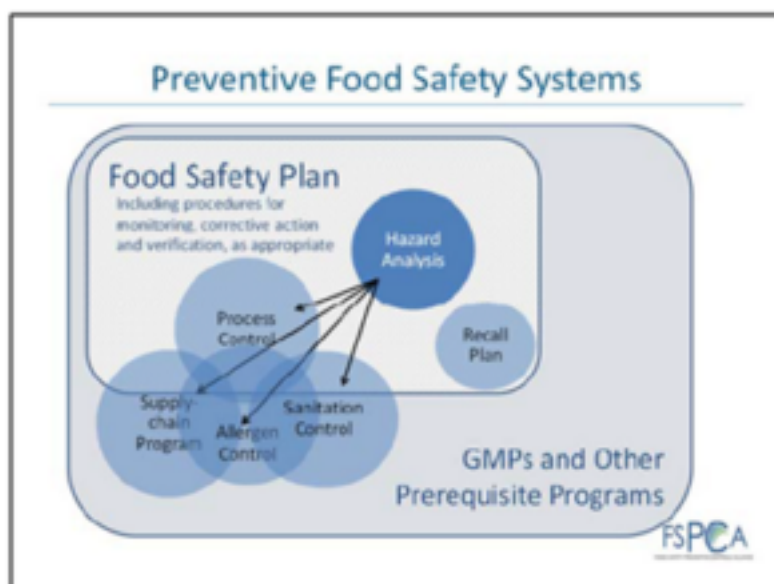 Preventive Food Safety Systems
Food Safety Plan
Including procedures for
monitoring, corrective action
and verification, as appropriate
Hazard
Analysis
Process
Control
Recall
Plan
Supply-
chain
Program
Allergen
Control
Sanitation
Control
GMPs and Other
Prerequisite Programs
FSPCA